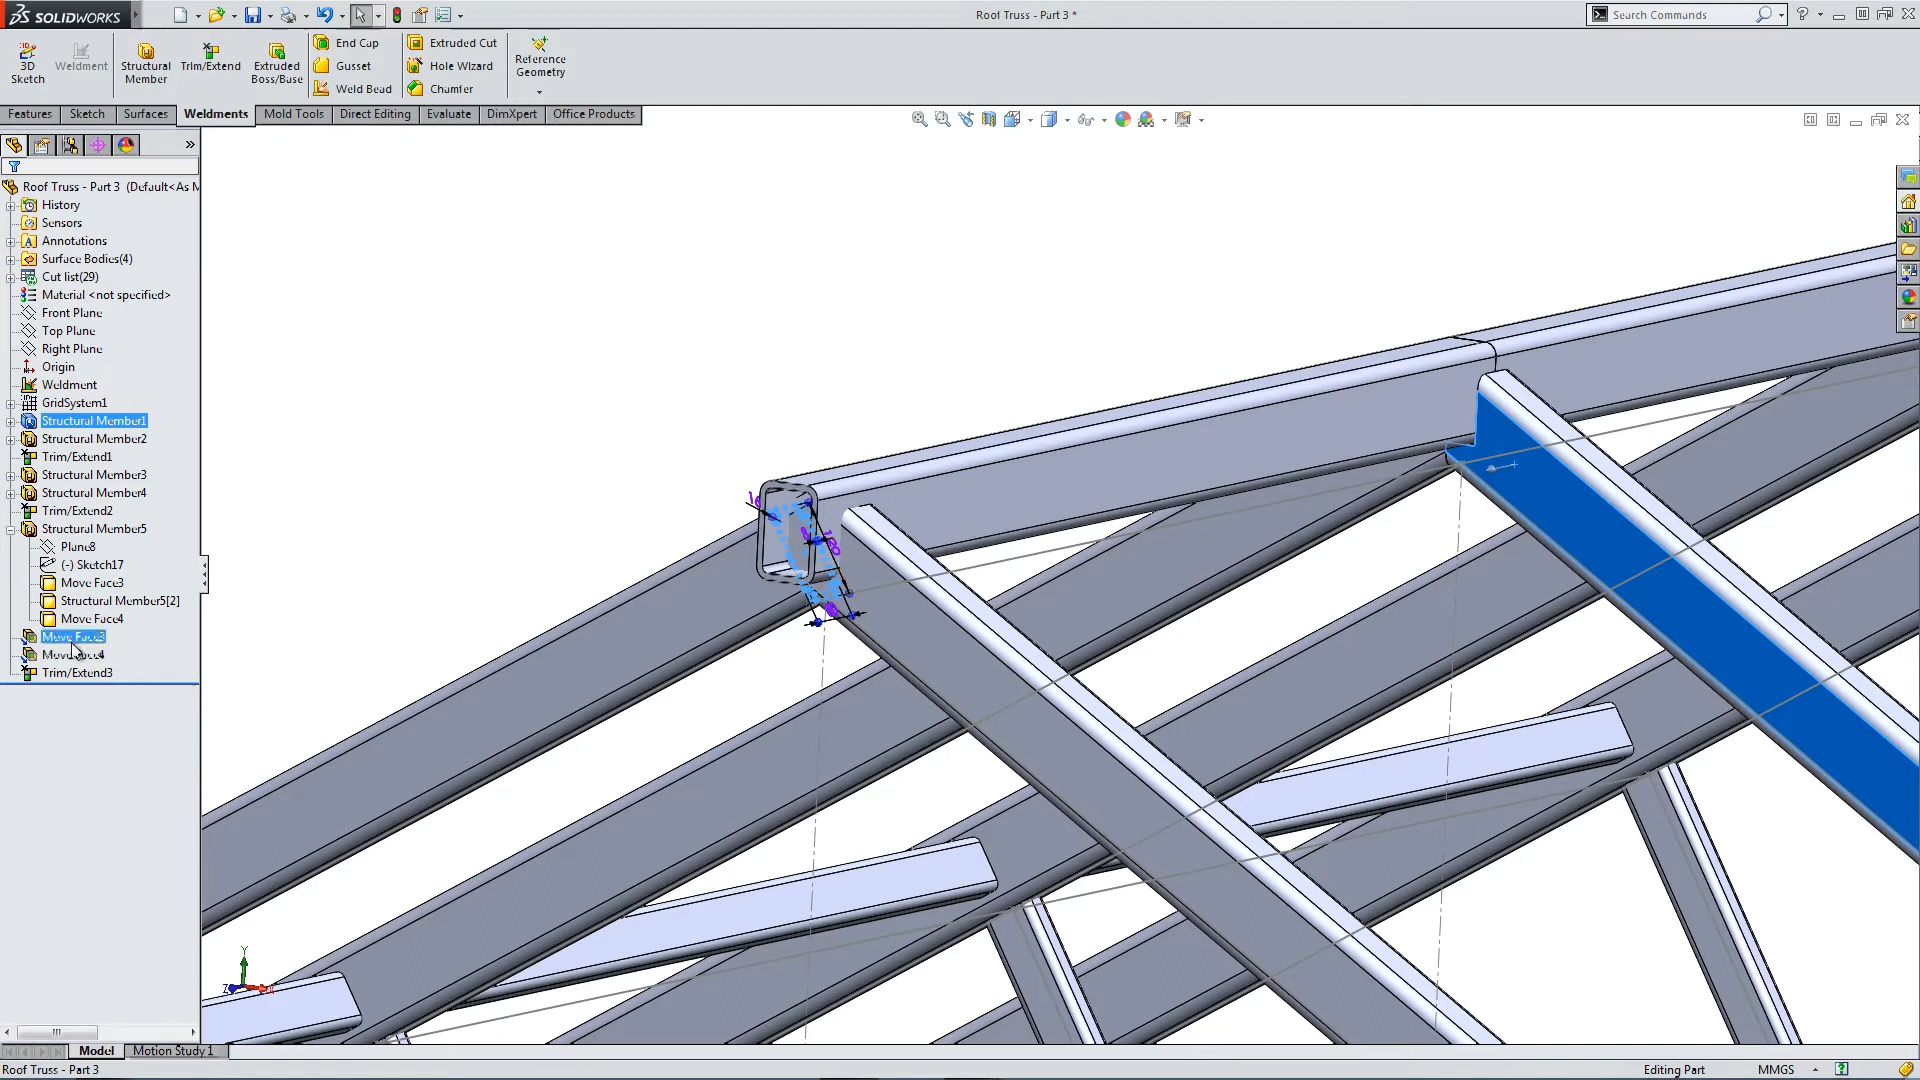 SOLIDWORKS
Roof Truss - Part 3 *
Search Commands
3D Sketch
Weldment
Structural Member
Trim/Extend
Extruded Boss/Base
End Cap
Gusset
Weld Bead
Extruded Cut
Hole Wizard
Chamfer
Reference Geometry
Features
Sketch
Surfaces
Weldments
Mold Tools
Direct Editing
Evaluate
DimXpert
Office Products
Roof Truss - Part 3 (Default<As M
History
Sensors
Annotations
Surface Bodies(4)
Cut list(29)
Material <not specified>
Front Plane
Top Plane
Right Plane
Origin
Weldment
GridSystem1
Structural Member1
Structural Member2
Trim/Extend1
Structural Member3
Structural Member4
Trim/Extend2
Structural Member5
Plane8
(-) Sketch17
Move Face3
Structural Member5[2]
Move Face4
Move Face3
Move Face4
Trim/Extend3
Y
Z
X
Model
Motion Study 1
Roof Truss - Part 3
Editing Part
MMGS